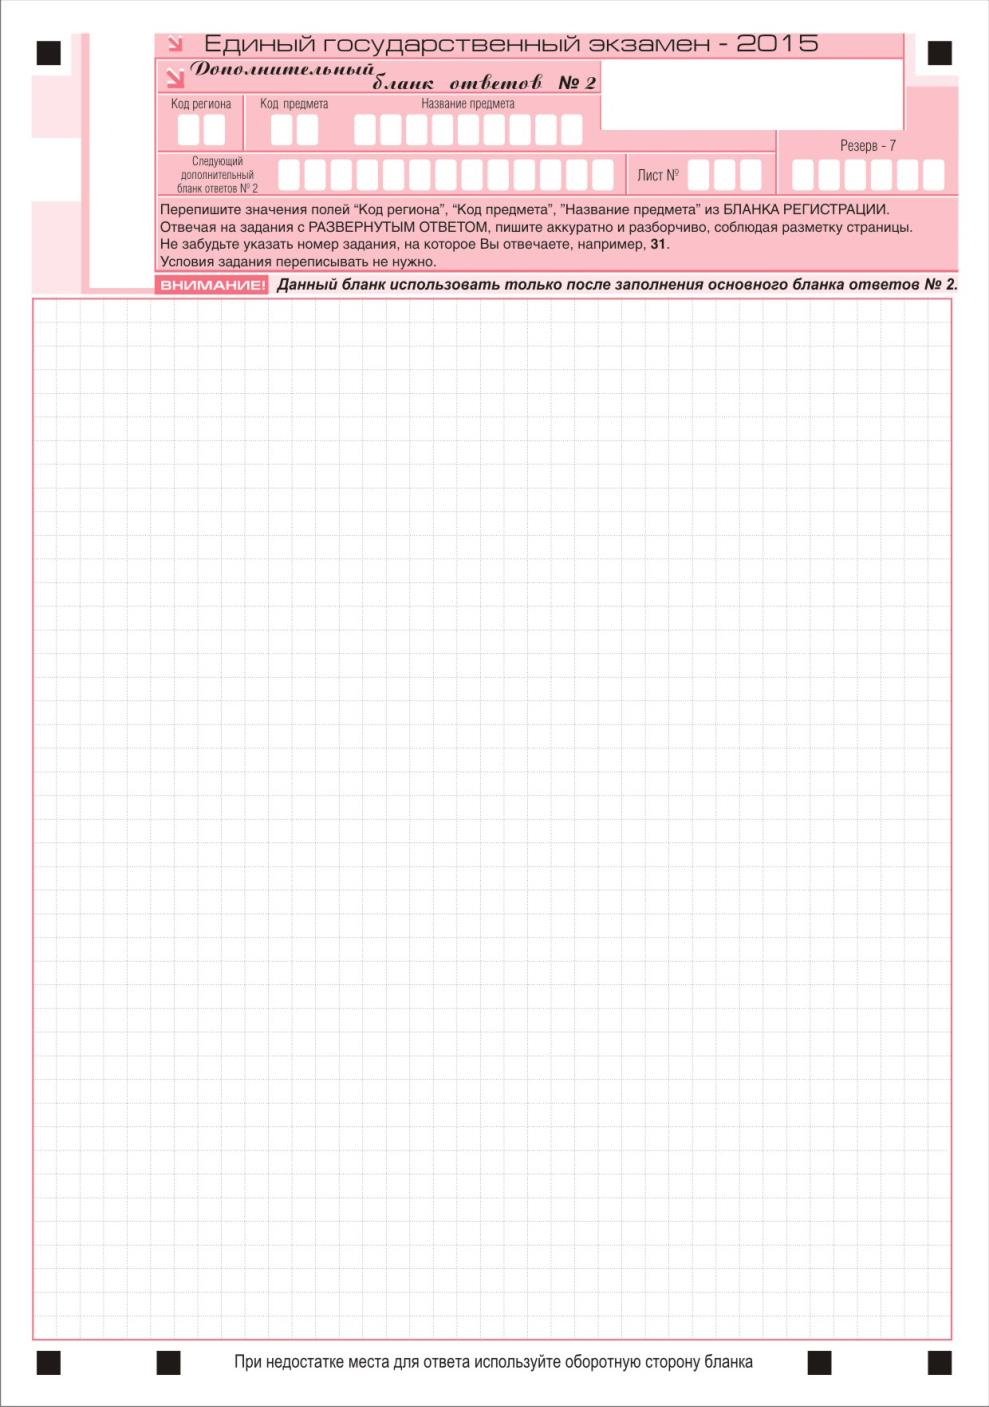 Единый государственный экзамен - 2015
Дополнительный
бланк ответов № 2
Код региона Код предмета Название предмета
Резерв - 7
Следующий
дополнительный
бланк ответов № 2
Лист №
Перепишите значения полей “Код региона”, “Код предмета”, ”Название предмета” из БЛАНКА РЕГИСТРАЦИИ.
Отвечая на задания с РАЗВЕРНУТЫМ ОТВЕТОМ, пишите аккуратно и разборчиво, соблюдая разметку страницы.
Не забудьте указать номер задания, на которое Вы отвечаете, например, 31.
Условия задания переписывать не нужно.
ВНИМАНИЕ! Данный бланк использовать только после заполнения основного бланка ответов № 2.
При недостатке места для ответа используйте оборотную сторону бланка